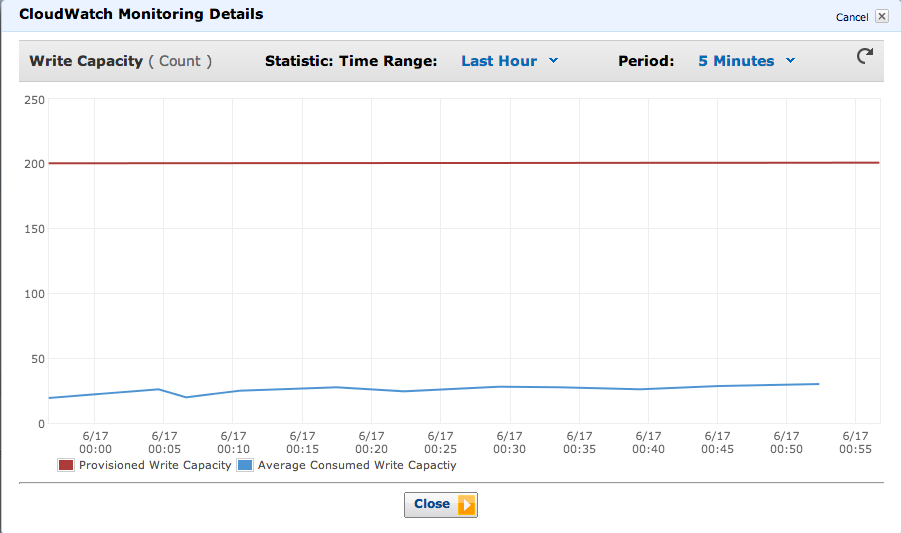 CloudWatch Monitoring Details
Cancel
Write Capacity ( Count ) Statistic: Time Range: Last Hour Period: 5 Minutes
250
200
150
100
50
0
6/17 6/17 6/17 6/17 6/17 6/17 6/17 6/17 6/17 6/17 6/17 6/17
00:00 00:05 00:10 00:15 00:20 00:25 00:30 00:35 00:40 00:45 00:50 00:55
Provisioned Write Capacity Average Consumed Write Capactiy
Close